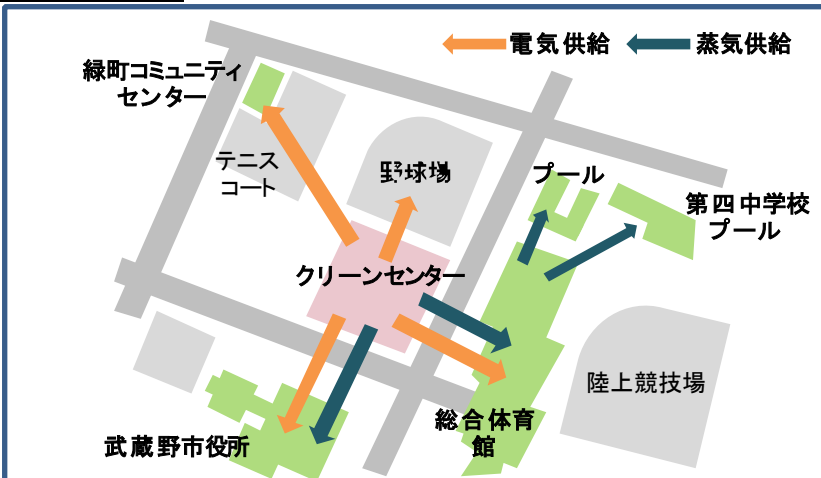 電気供給
蒸気供給
緑町コミュニティ
センター
テニス
コート
野球場
プール
第四中学校
プール
クリーンセンター
陸上競技場
総合体育
館
武蔵野市役所